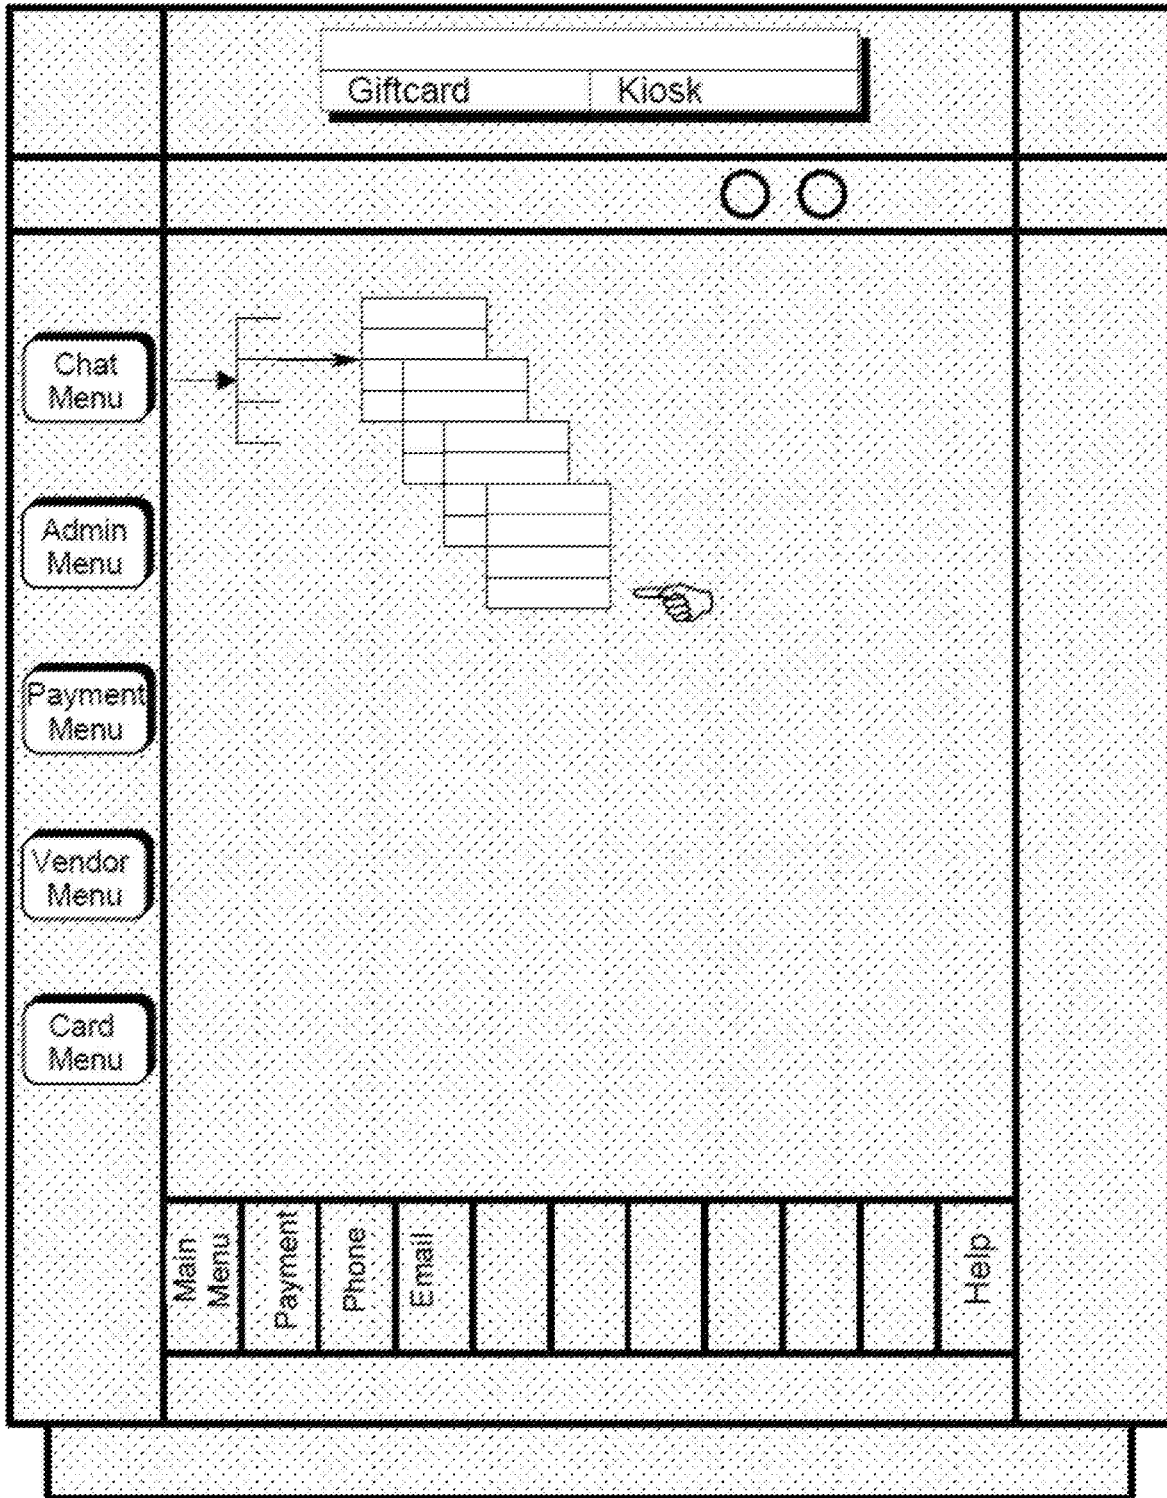 Giftcard Kiosk
Chat
Menu
Admin
Menu
Payment
Menu
Vendor
Menu
Card
Menu
Main
Menu
Payment
Phone
Email
Help